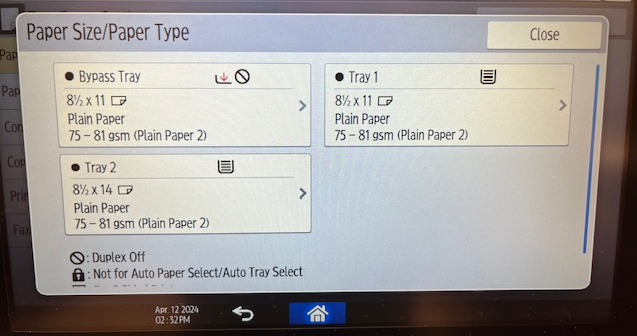 Paper Size/Paper Type
Close
Bypass Tray
8½ x 11
Plain Paper
75 – 81 gsm (Plain Paper 2)
Tray 1
8½ x 11
Plain Paper
75 – 81 gsm (Plain Paper 2)
Tray 2
8½ x 14
Plain Paper
75 – 81 gsm (Plain Paper 2)
: Duplex Off
: Not for Auto Paper Select/Auto Tray Select
Apr. 12 2024
02 : 32 PM